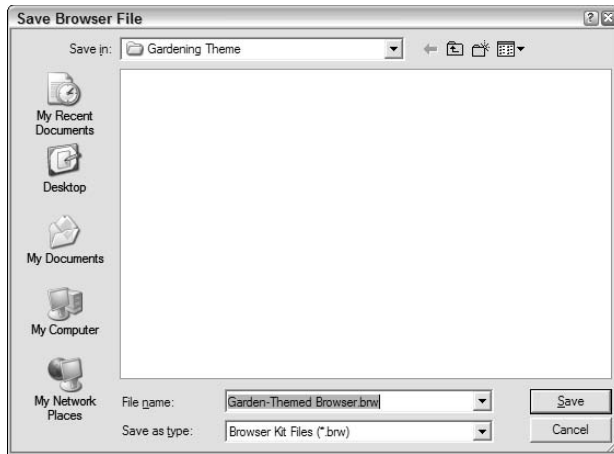 Save Browser File
Save in:
Gardening Theme
My Recent
Documents
Desktop
My Documents
My Computer
My Network
Places
File name:
Garden-Themed Browser.brw
Save
Save as type:
Browser Kit Files (*.brw)
Cancel